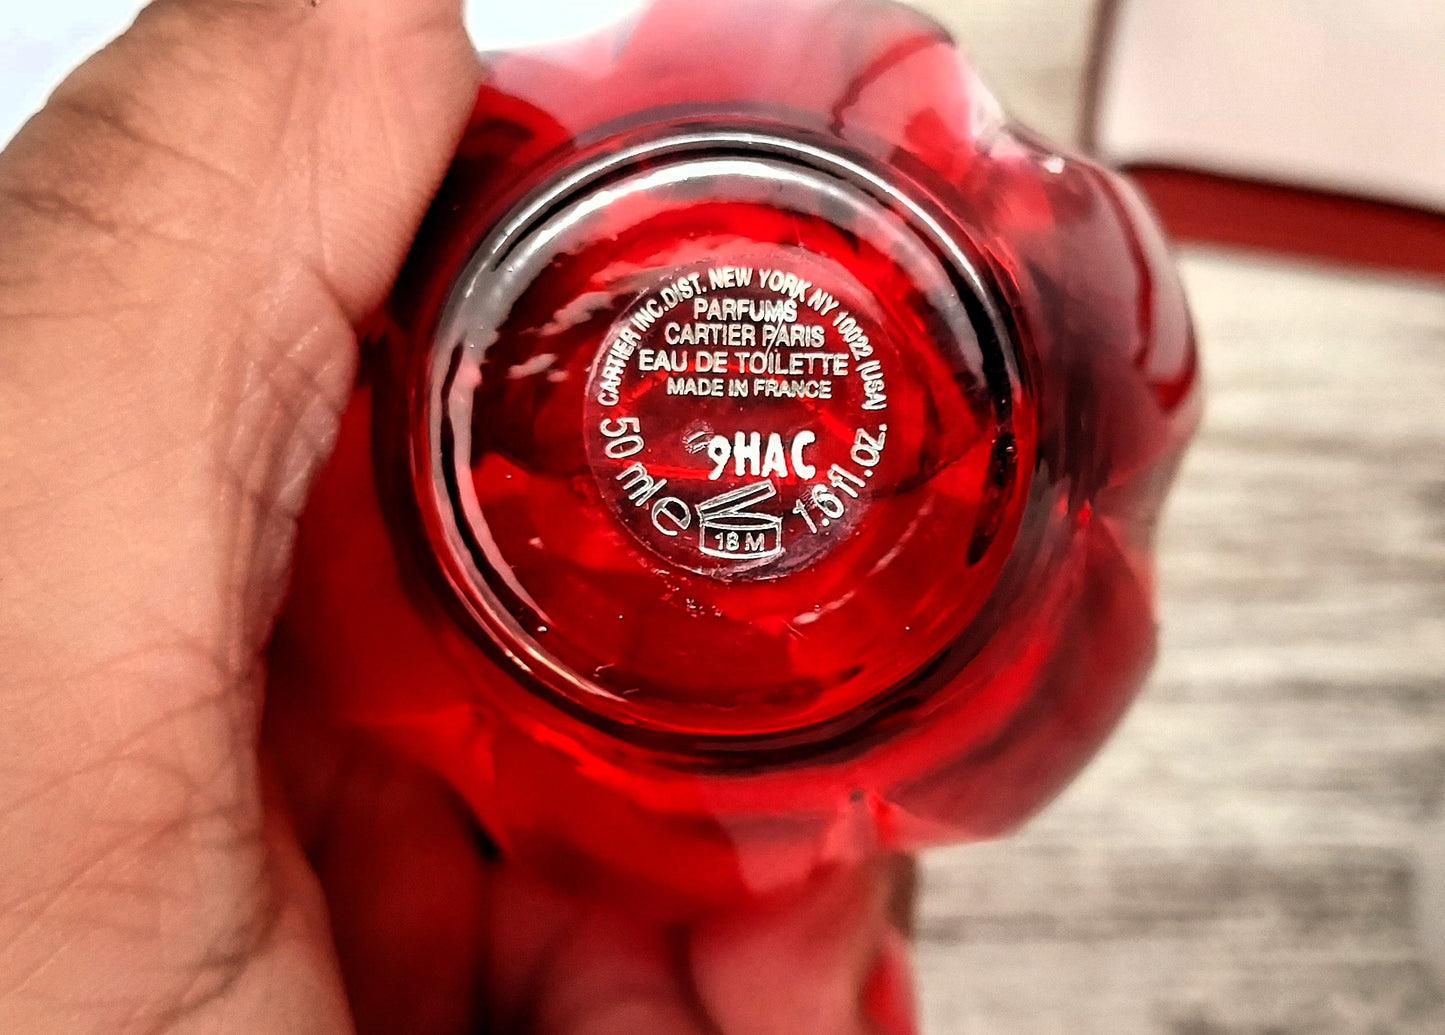 CARTIER INC.DIST. NEW YORK NY 10022 (USA)
PARFUMS
CARTIER PARIS
EAU DE TOILETTE
MADE IN FRANCE
9HAC
50 ml e
18 M
1.6 fl.oz.